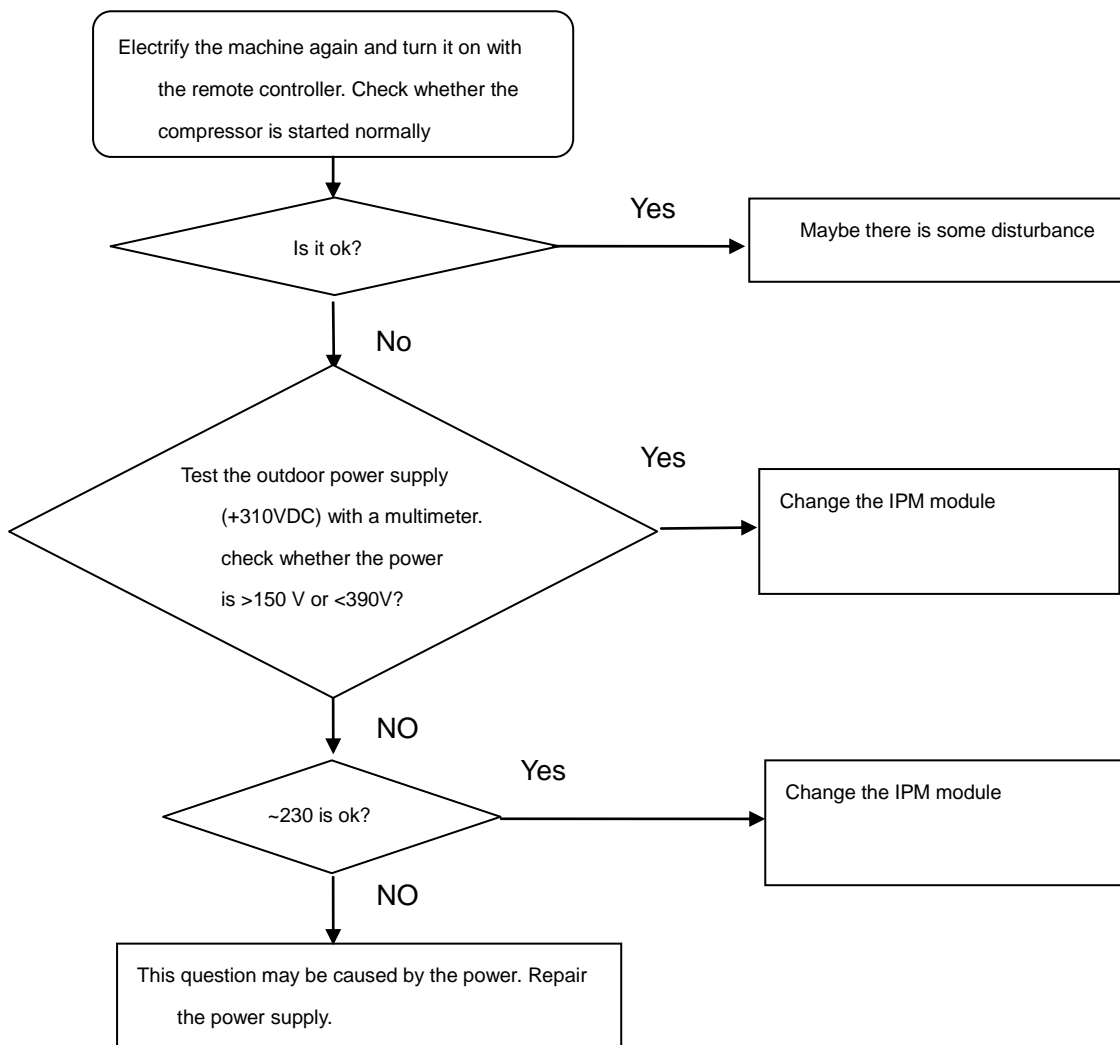 Electrify the machine again and turn it on with
the remote controller. Check whether the
compressor is started normally
Yes
Maybe there is some disturbance
Is it ok?
No
Test the outdoor power supply
(+310VDC) with a multimeter.
check whether the power
is >150 V or <390V?
Yes
Change the IPM module
NO
Yes
~230 is ok?
Change the IPM module
NO
This question may be caused by the power. Repair
the power supply.